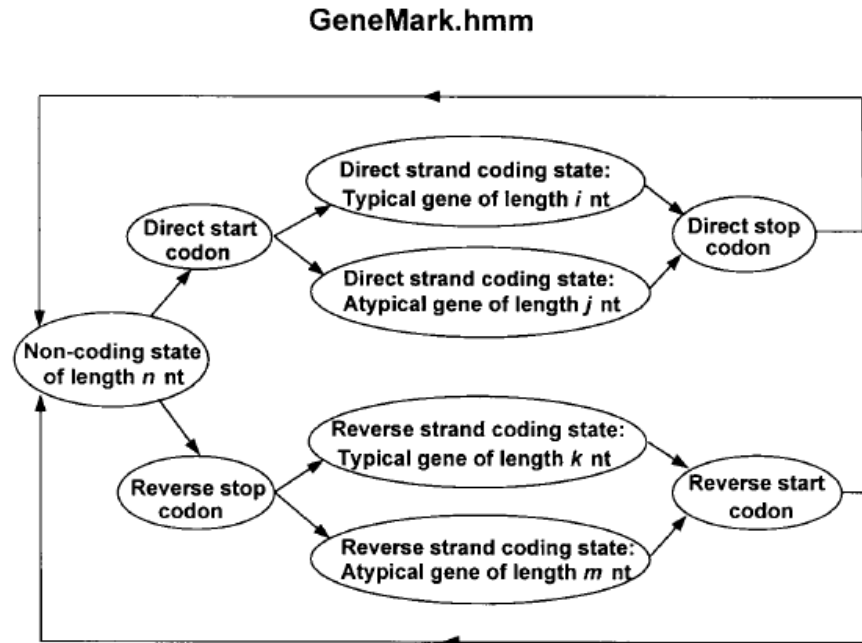 GeneMark.hmm
Direct strand coding state:
Typical gene of length i nt
Direct start
codon
Direct stop
codon
Direct strand coding state:
Atypical gene of length j nt
Non-coding state
of length n nt
Reverse strand coding state:
Typical gene of length k nt
Reverse stop
codon
Reverse start
codon
Reverse strand coding state:
Atypical gene of length m nt